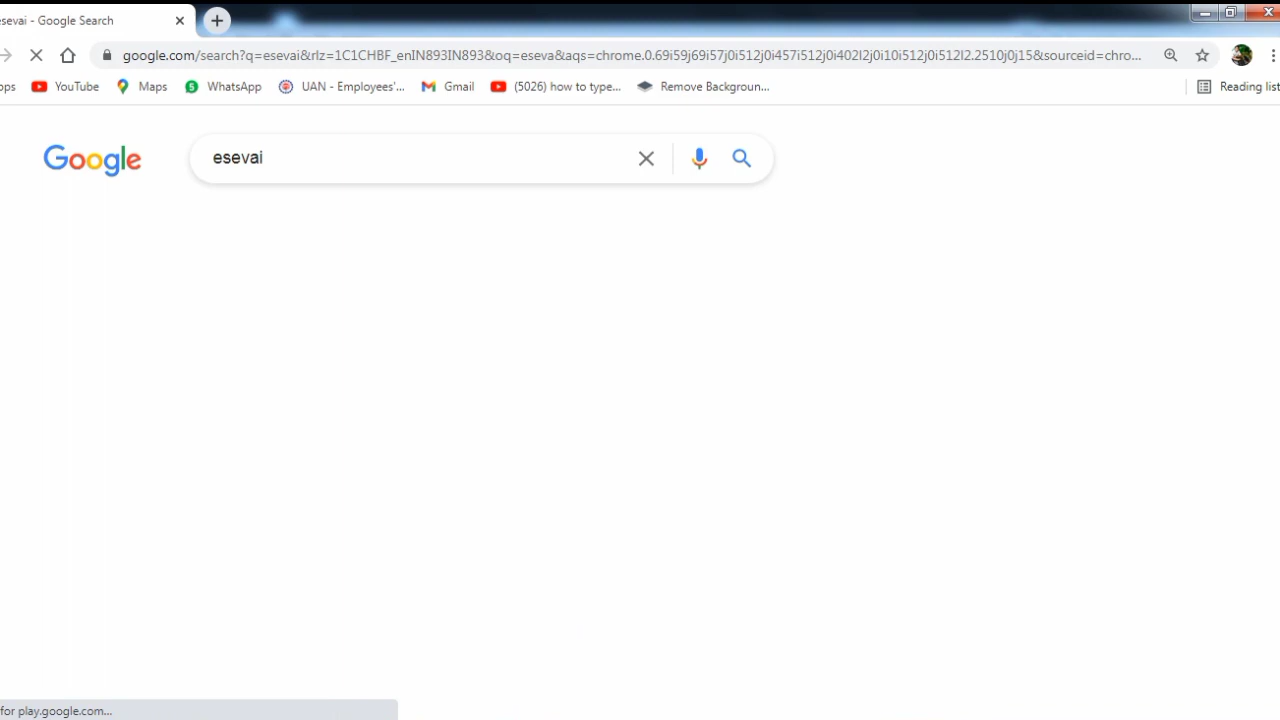 esevai - Google Search
google.com/search?q=esevai&rlz=1C1CHBF_enIN893IN893&oq=eseva&aqs=chrome.0.69i59j69i57j0i512j0i457i512j0i402l2j0i10i512j0i512l2.2510j0j15&sourceid=chro...
YouTube Maps 5 WhatsApp UAN - Employees'... Gmail (5026) how to type... Remove Backgroun... Reading list
Google esevai
for play.google.com...